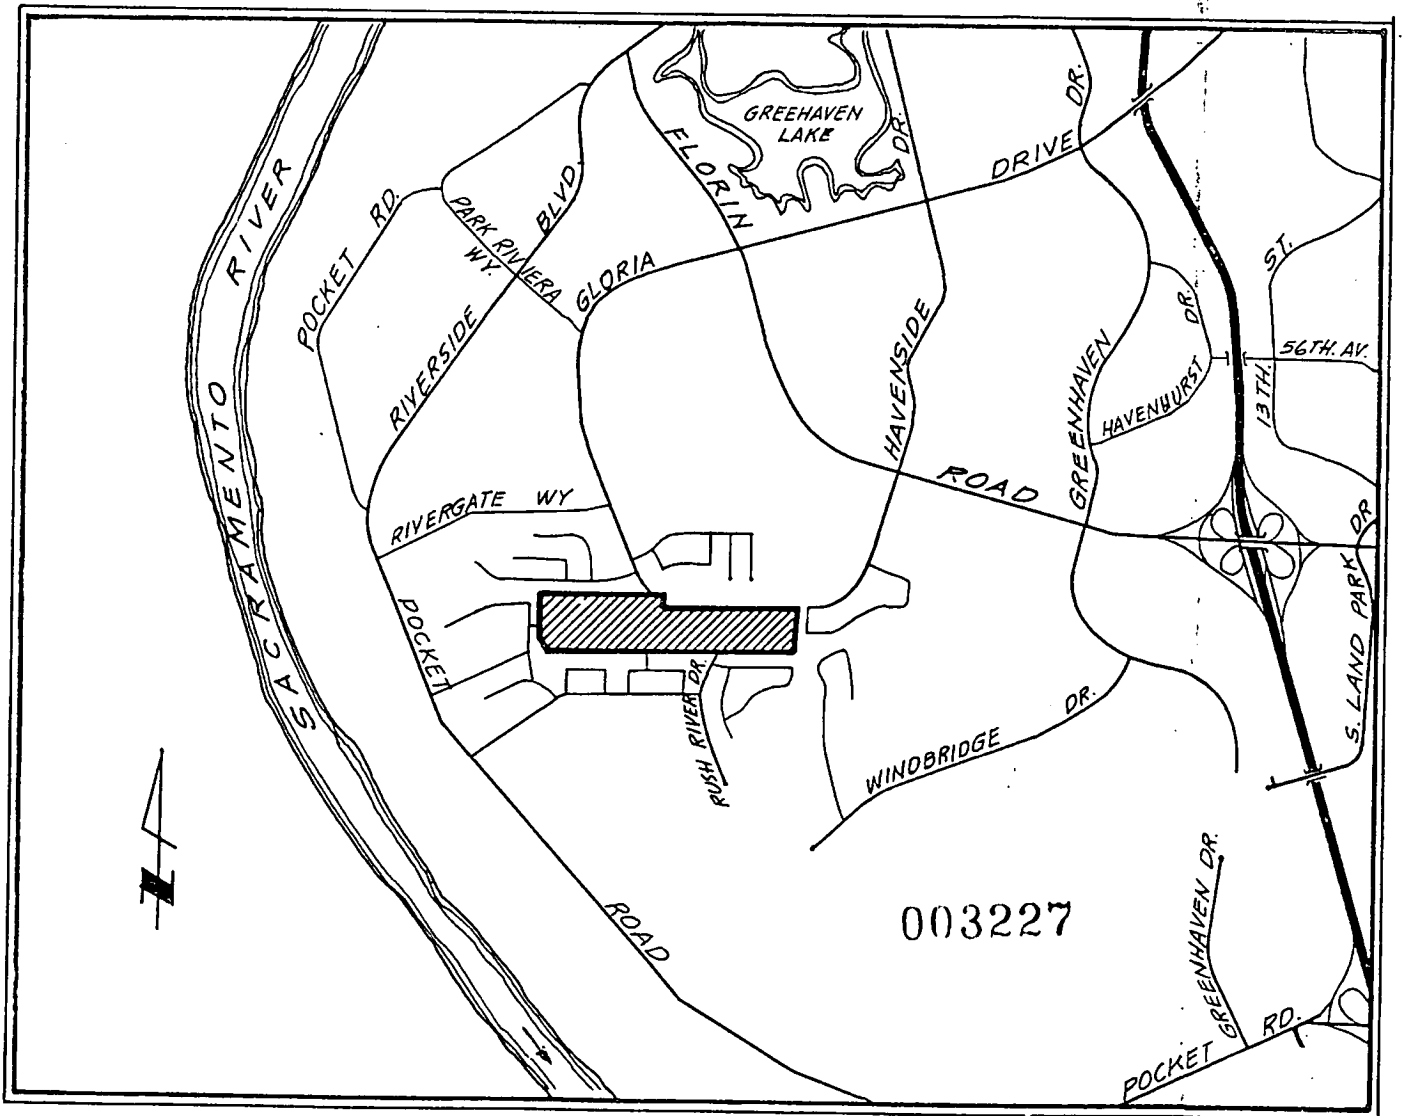 GREEHAVEN
LAKE
FLORIN
DR.
DR.
DRIVE
SACRAMENTO RIVER
POCKET RD.
PARK RIVIERA
WY.
RIVERSIDE BLVD.
GLORIA
HAVENSIDE
GREENHAVEN
HAVENHURST DR.
13TH. ST.
56TH. AV.
ROAD
RIVERGATE WY
POCKET
RUSH RIVER DR.
WINDBRIDGE DR.
S. LAND PARK DR
N
ROAD
003227
GREENHAVEN DR.
POCKET RD.